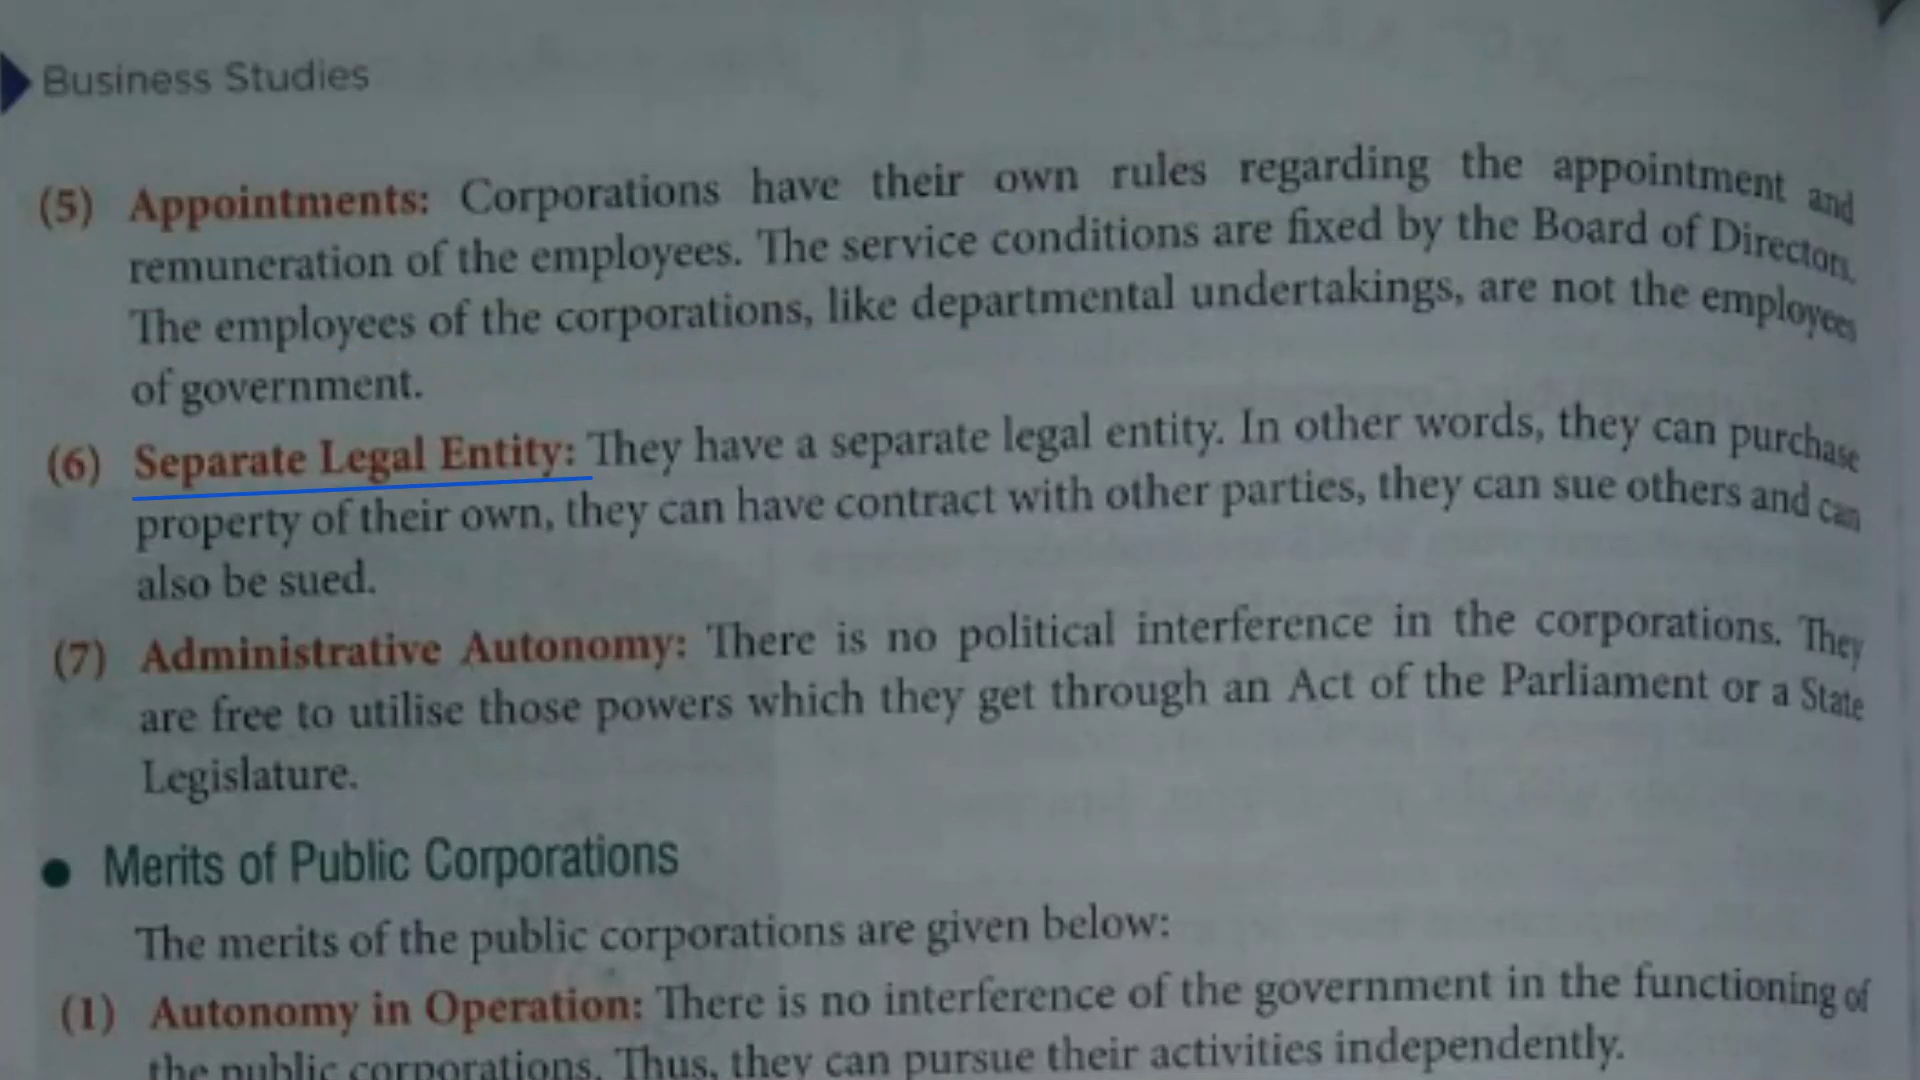 Business Studies
(5) Appointments: Corporations have their own rules regarding the appointment and
remuneration of the employees. The service conditions are fixed by the Board of Directors.
The employees of the corporations, like departmental undertakings, are not the employees
of government.
(6) Separate Legal Entity: They have a separate legal entity. In other words, they can purchase
property of their own, they can have contract with other parties, they can sue others and can
also be sued.
(7) Administrative Autonomy: There is no political interference in the corporations. They
are free to utilise those powers which they get through an Act of the Parliament or a State
Legislature.
• Merits of Public Corporations
The merits of the public corporations are given below:
(1) Autonomy in Operation: There is no interference of the government in the functioning of
the public corporations. Thus, they can pursue their activities independently.